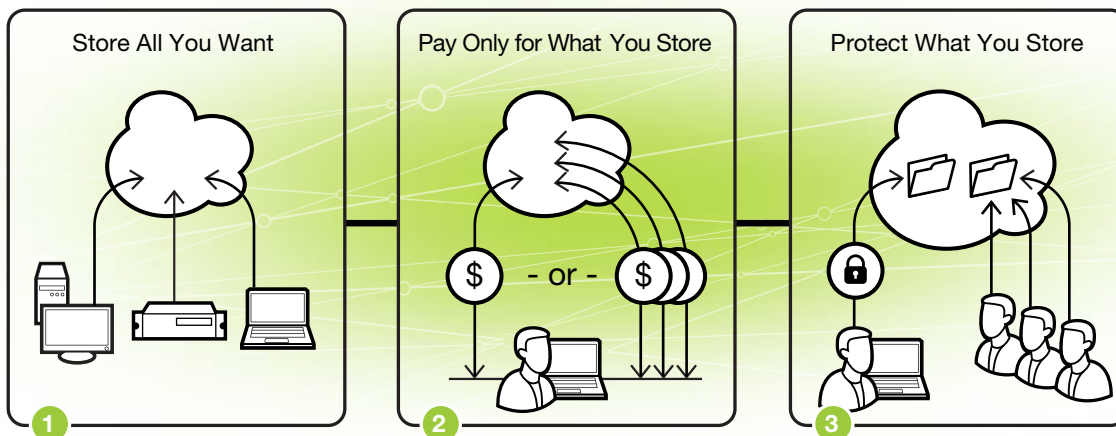 Store All You Want
Pay Only for What You Store
Protect What You Store
$ - or - $
1
2
3